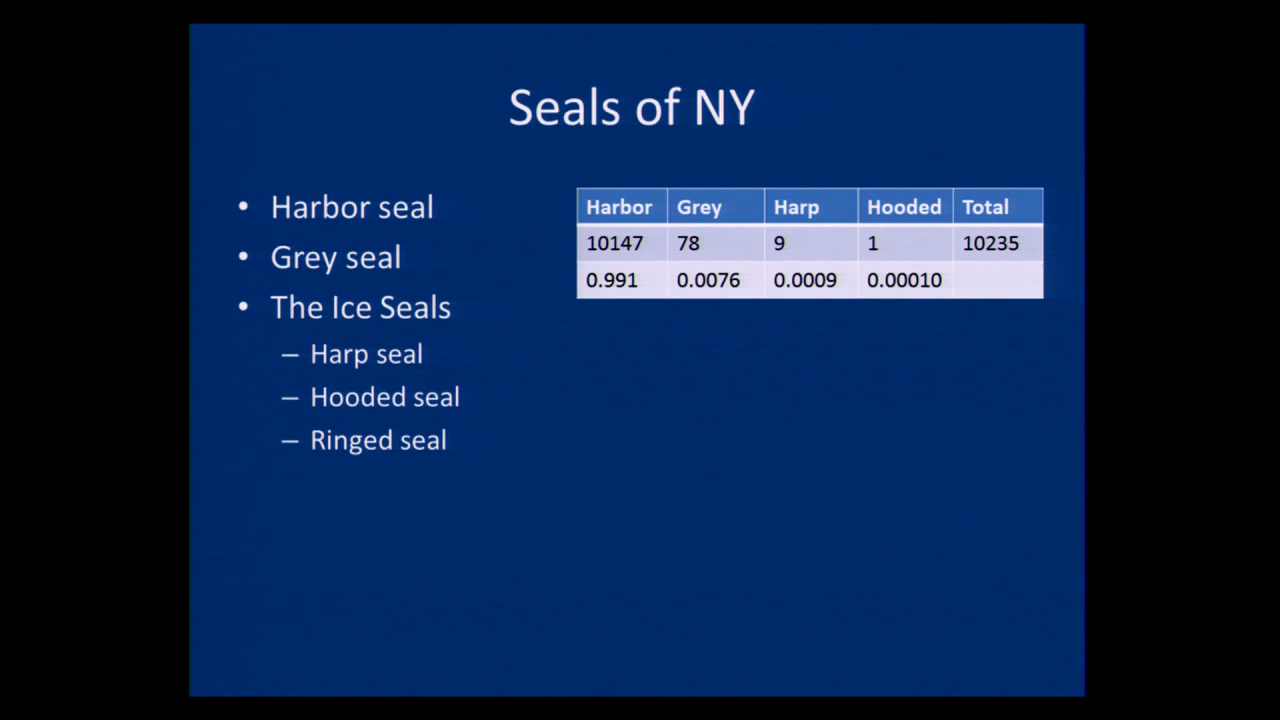 Seals of NY
• Harbor seal
• Grey seal
• The Ice Seals
– Harp seal
– Hooded seal
– Ringed seal
Harbor Grey Harp Hooded Total
10147 78 9 1 10235
0.991 0.0076 0.0009 0.00010